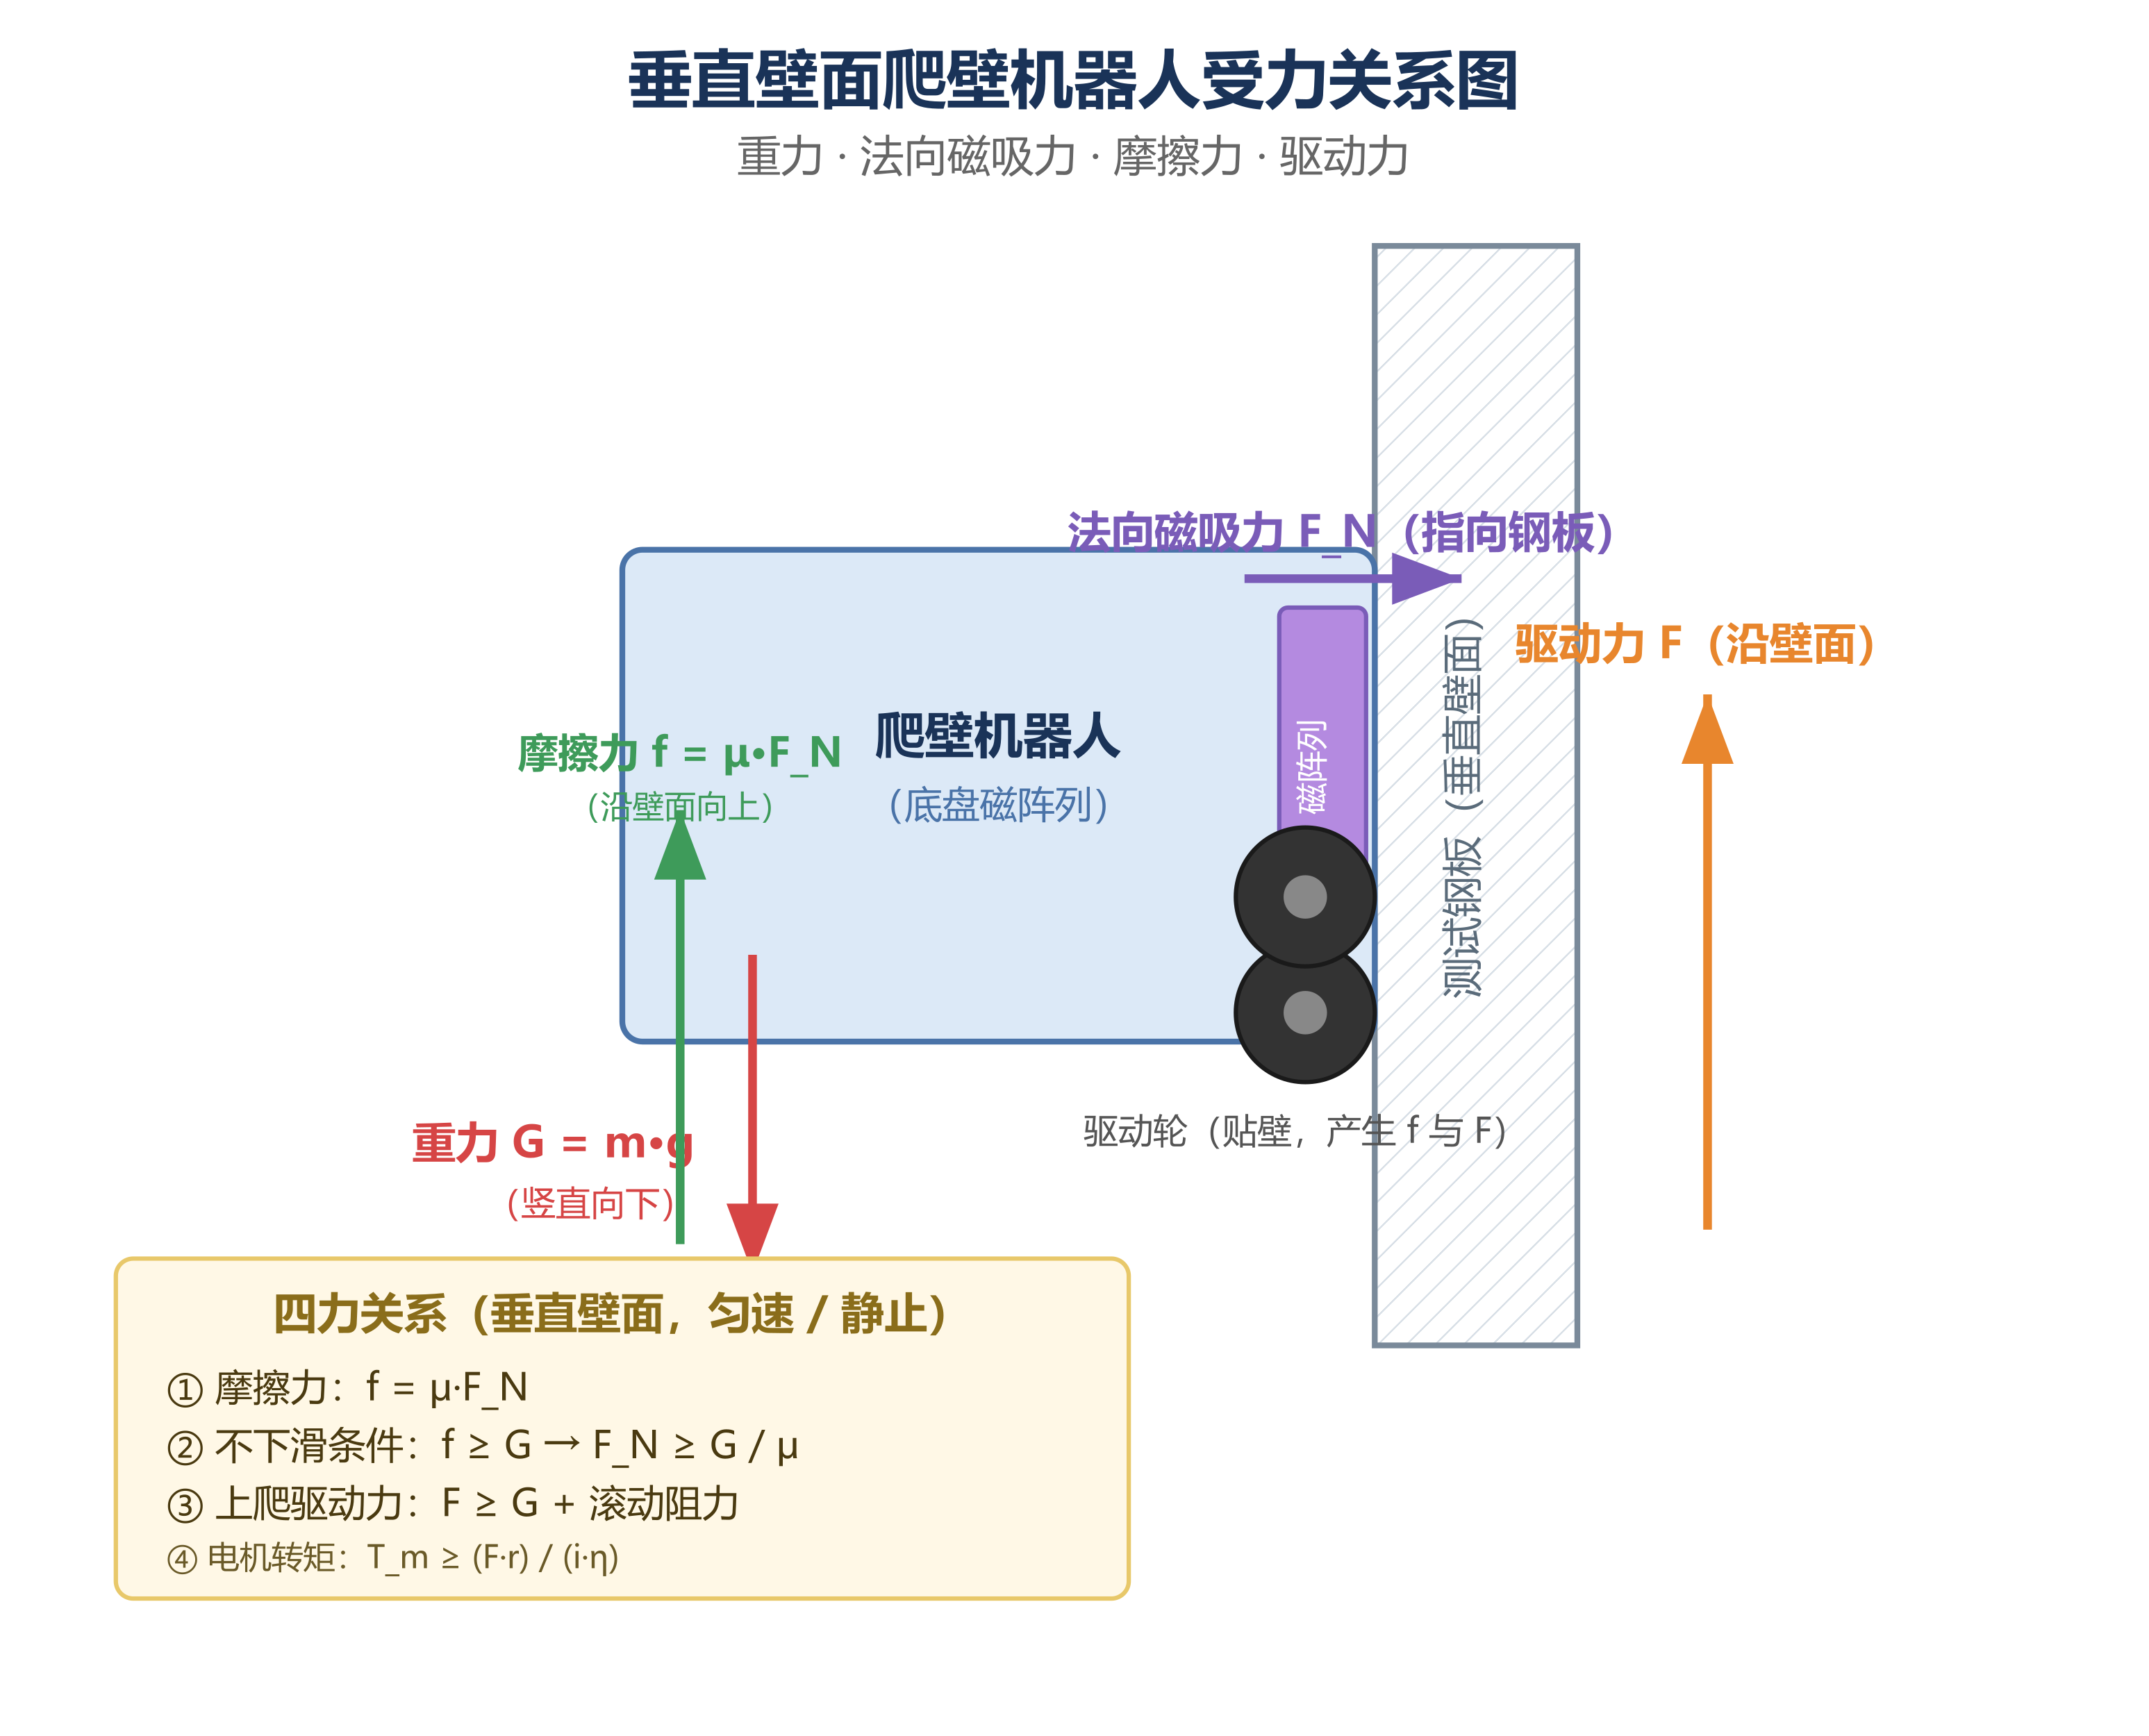 垂直壁面爬壁机器人受力关系图
重力 · 法向磁吸力 · 摩擦力 · 驱动力
法向磁吸力 F_N（指向钢板）
驱动力 F（沿壁面）
测试钢板（垂直壁面）
磁阵列
摩擦力 f = μ·F_N
（沿壁面向上）
爬壁机器人
（底盘磁阵列）
重力 G = m·g
（竖直向下）
驱动轮（贴壁，产生 f 与 F）
四力关系（垂直壁面，匀速 / 静止）
① 摩擦力：f = μ·F_N
② 不下滑条件：f ≥ G → F_N ≥ G / μ
③ 上爬驱动力：F ≥ G + 滚动阻力
④ 电机转矩：T_m ≥ (F·r) / (i·η)